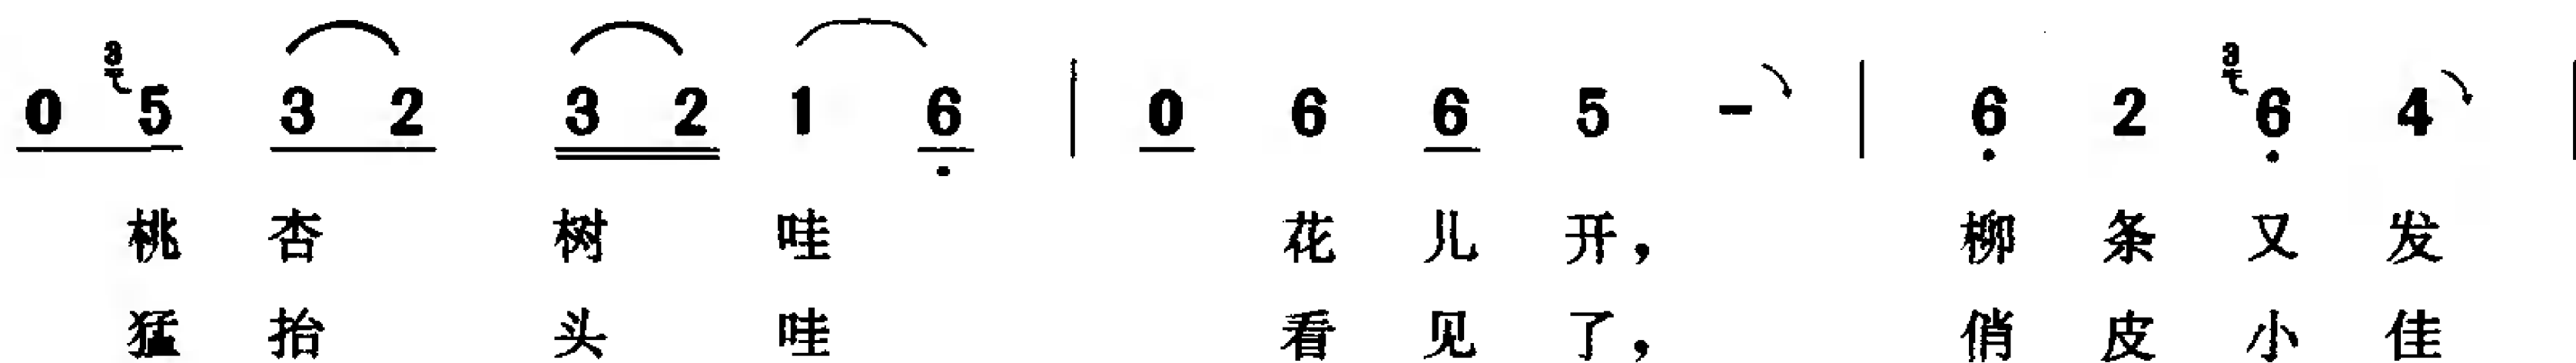 0 3 5 3 2 3 2 1 6 | 0 6 6 5 - | 6 2 3 6 4 |
桃 杏 树 哇 花 儿 开， 柳 条 又 发
猛 抬 头 哇 看 见 了， 俏 皮 小 佳